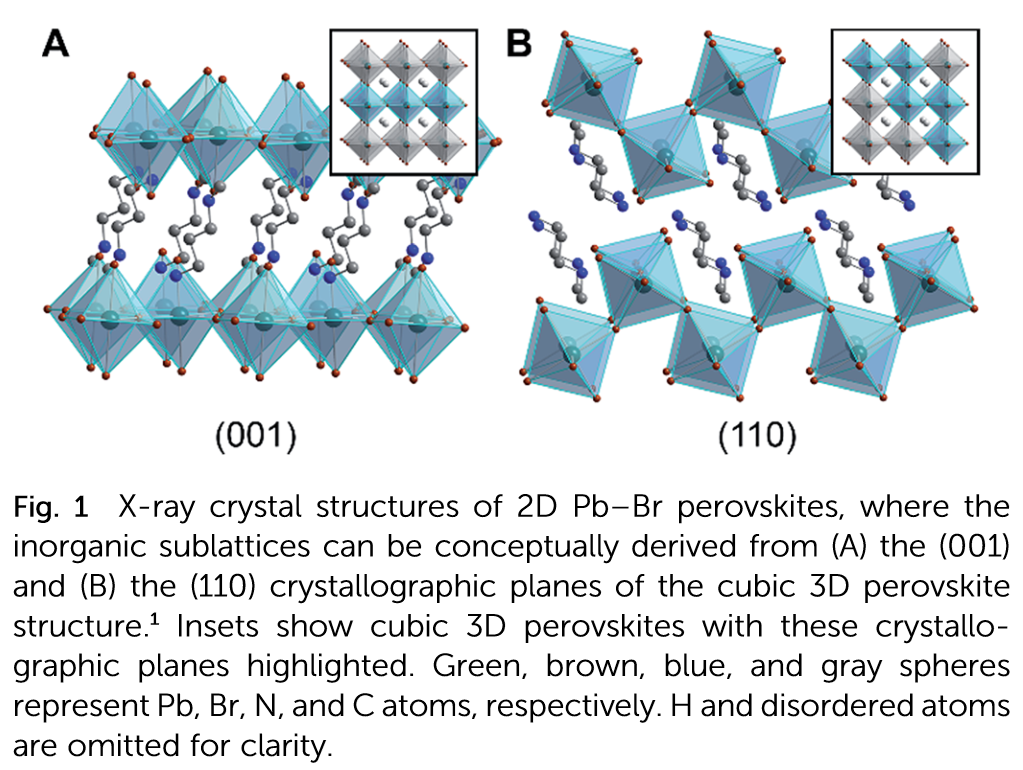 A
B
(001)
(110)
Fig. 1 X-ray crystal structures of 2D Pb–Br perovskites, where the
inorganic sublattices can be conceptually derived from (A) the (001)
and (B) the (110) crystallographic planes of the cubic 3D perovskite
structure.¹ Insets show cubic 3D perovskites with these crystallo-
graphic planes highlighted. Green, brown, blue, and gray spheres
represent Pb, Br, N, and C atoms, respectively. H and disordered atoms
are omitted for clarity.